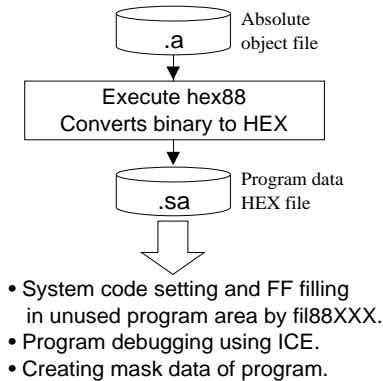 .a
Absolute
object file
Execute hex88
Converts binary to HEX
.sa
Program data
HEX file
• System code setting and FF filling
in unused program area by fil88XXX.
• Program debugging using ICE.
• Creating mask data of program.